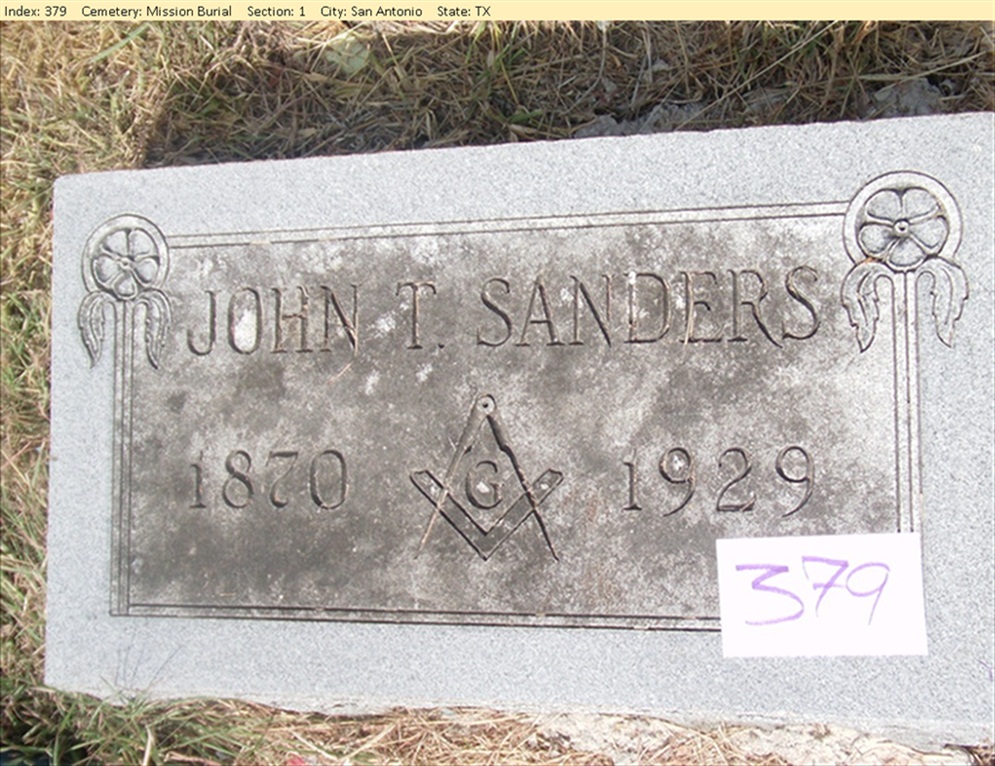 Index: 379 Cemetery: Mission Burial Section: 1 City: San Antonio State: TX
JOHN T. SANDERS
1870 G 1929
379